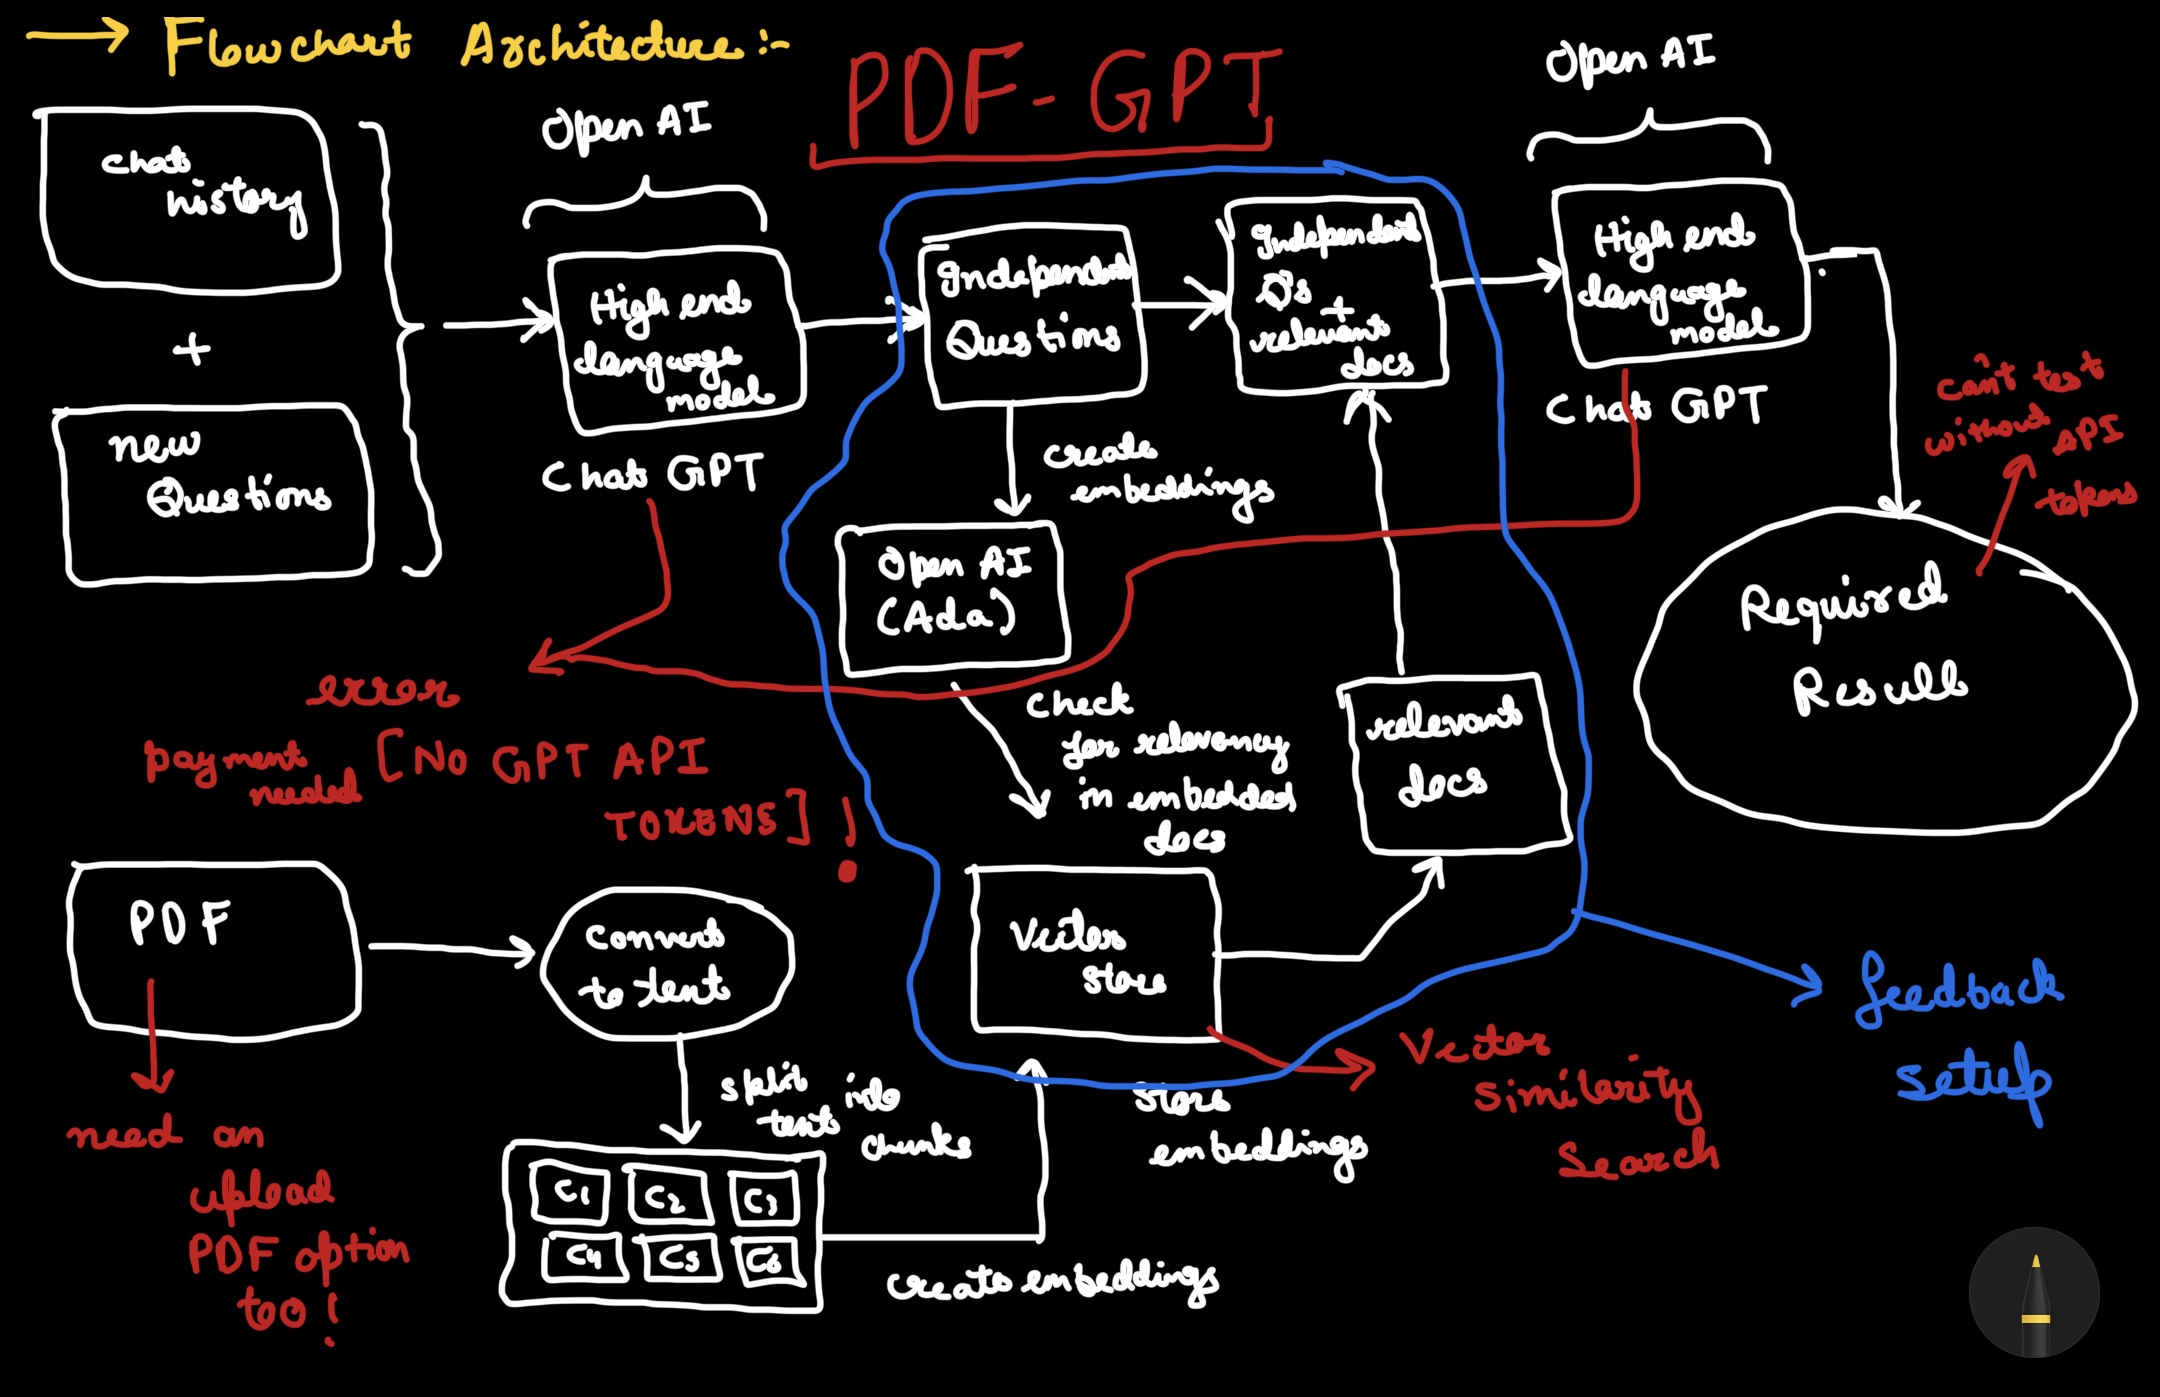 → Flowchart Architecture :-
PDF-GPT
Open AI
Open AI
chat
history
+
new
Questions
High end
language
model
Chat GPT
Independent
Questions
Independent
Q's
+
relevant
docs
High end
language
model
Chat GPT
can't test
without API
tokens
create
embeddings
Open AI
(Ada)
Required
Result
check
for relevancy
in embedded
docs
relevant
docs
error
payment
needed
[NO GPT API
TOKENS] !
PDF
convert
to text
Vector
store
feedback
setup
Vector
similarity
search
need an
upload
PDF option
too!
split into
text
chunks
store
embeddings
C1 C2 C3
C4 C5 C6
create embeddings